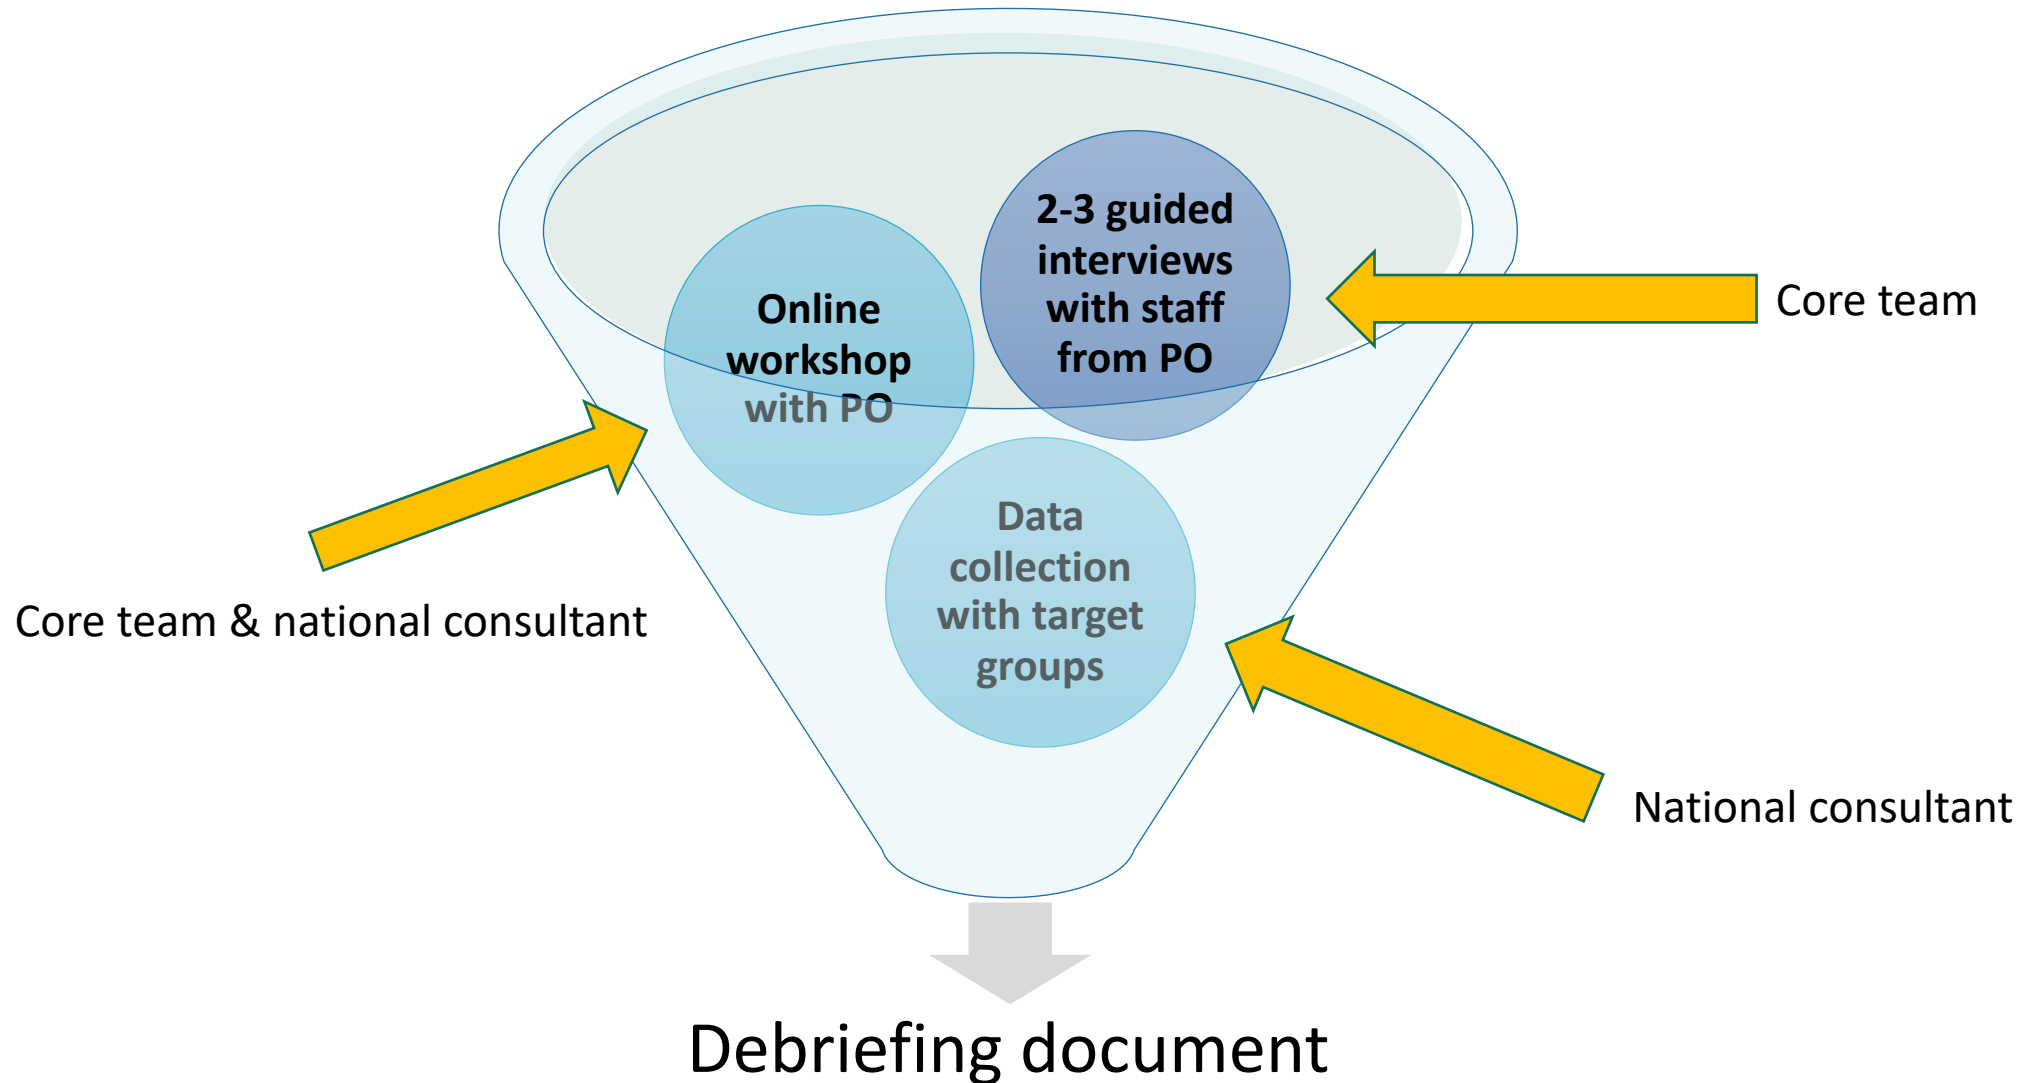 2-3 guided
interviews
with staff
from PO
Online
workshop
with PO
Core team
Data
collection
with target
groups
Core team & national consultant
National consultant
Debriefing document